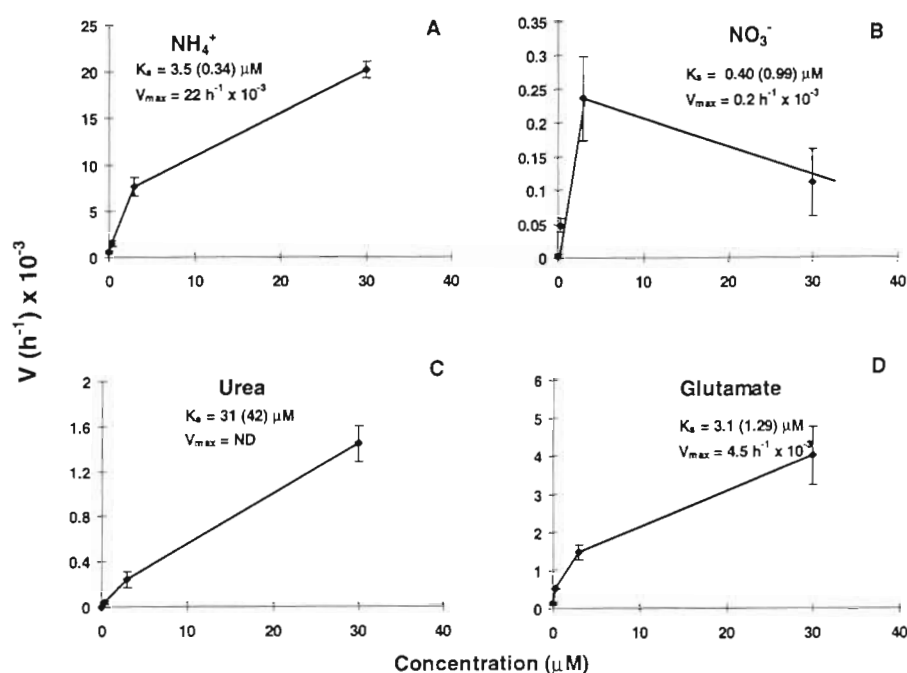 A
NH₄⁺
Kₛ = 3.5 (0.34) µM
Vₘₐₓ = 22 h⁻¹ x 10⁻³
25
20
15
10
5
0
0 10 20 30 40
B
NO₃⁻
Kₛ = 0.40 (0.99) µM
Vₘₐₓ = 0.2 h⁻¹ x 10⁻³
0.35
0.3
0.25
0.2
0.15
0.1
0.05
0
0 10 20 30 40
V (h⁻¹) x 10⁻³
C
Urea
Kₛ = 31 (42) µM
Vₘₐₓ = ND
2
1.6
1.2
0.8
0.4
0
0 10 20 30 40
D
Glutamate
Kₛ = 3.1 (1.29) µM
Vₘₐₓ = 4.5 h⁻¹ x 10⁻³
6
5
4
3
2
1
0
0 10 20 30 40
Concentration (µM)